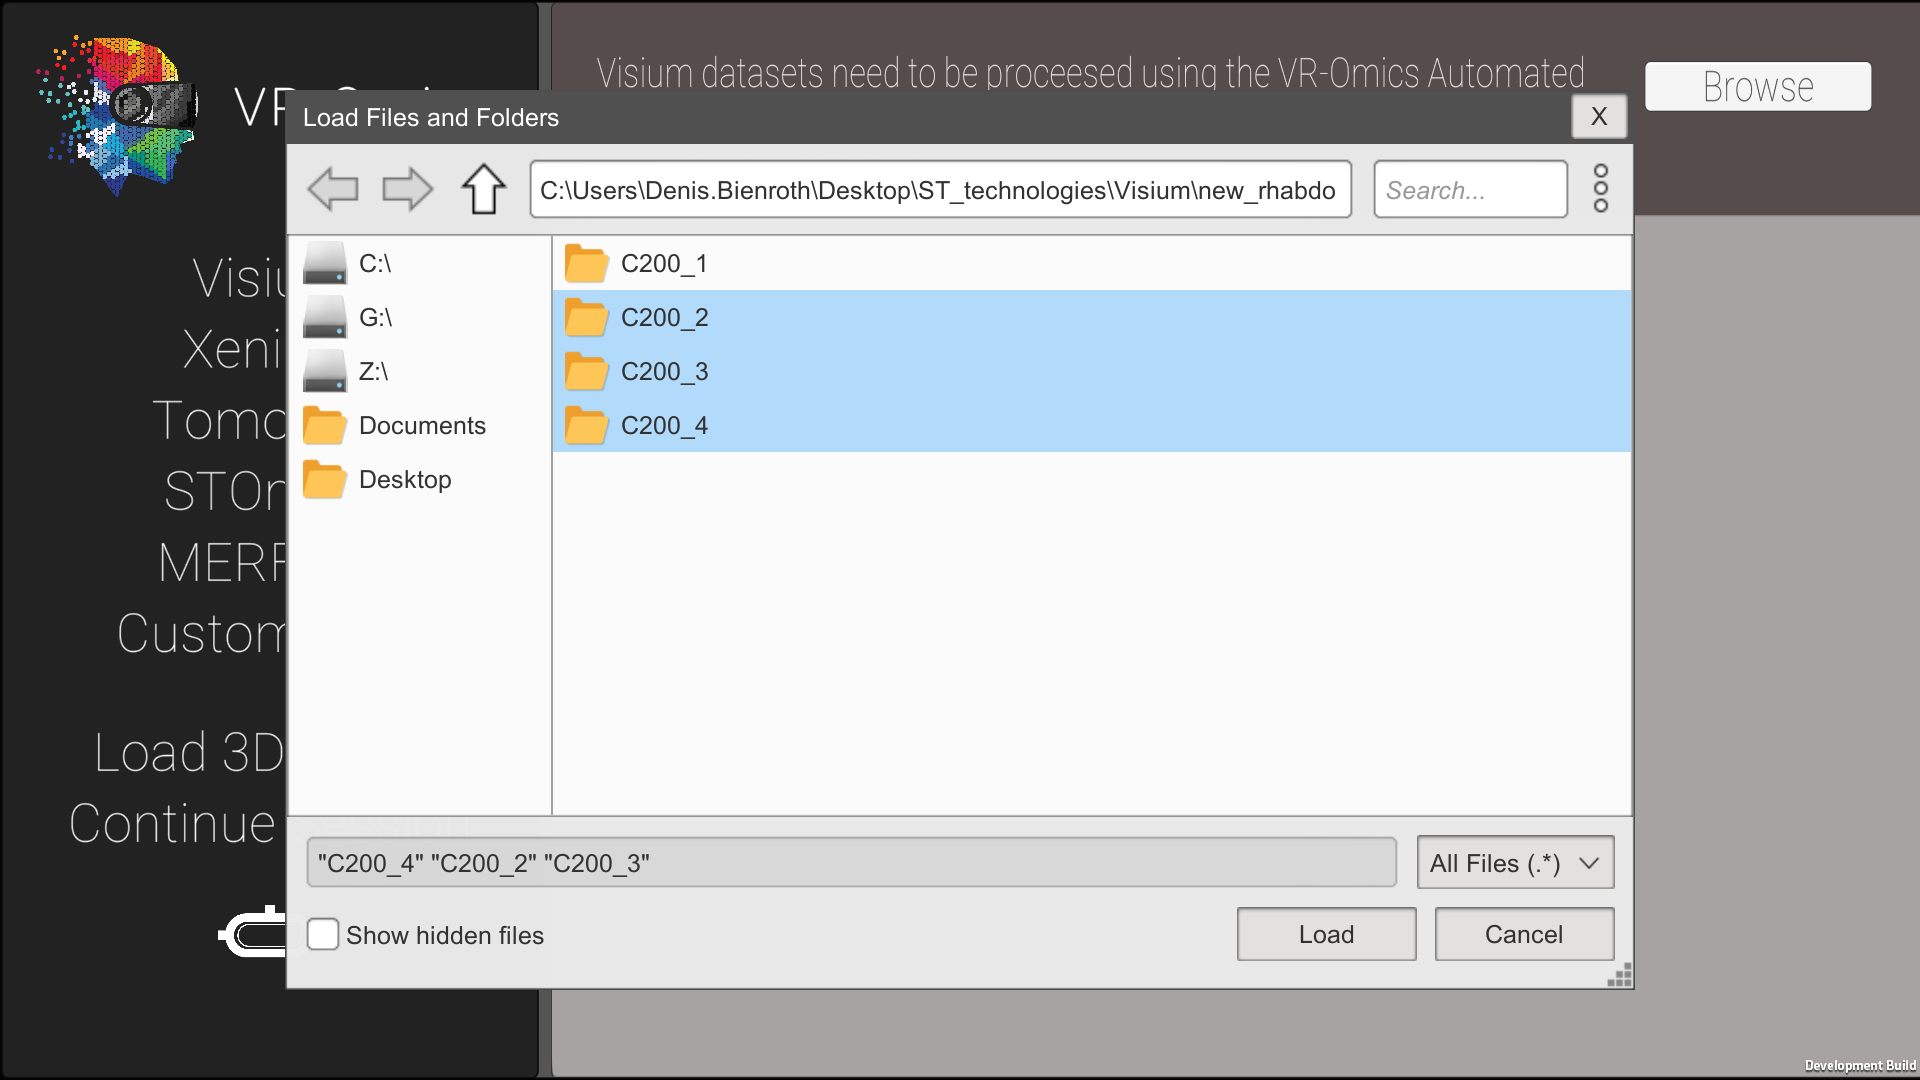 Visium datasets need to be proceesed using the VR-Omics Automated
Browse
VR
Load Files and Folders
X
C:\Users\Denis.Bienroth\Desktop\ST_technologies\Visium\new_rhabdo
Search...
C:\
G:\
Z:\
Documents
Desktop
C200_1
C200_2
C200_3
C200_4
Visiu
Xeni
Tomo
STOm
MERF
Custom
Load 3D
Continue
"C200_4" "C200_2" "C200_3"
All Files (.*)
Show hidden files
Load
Cancel
Development Build